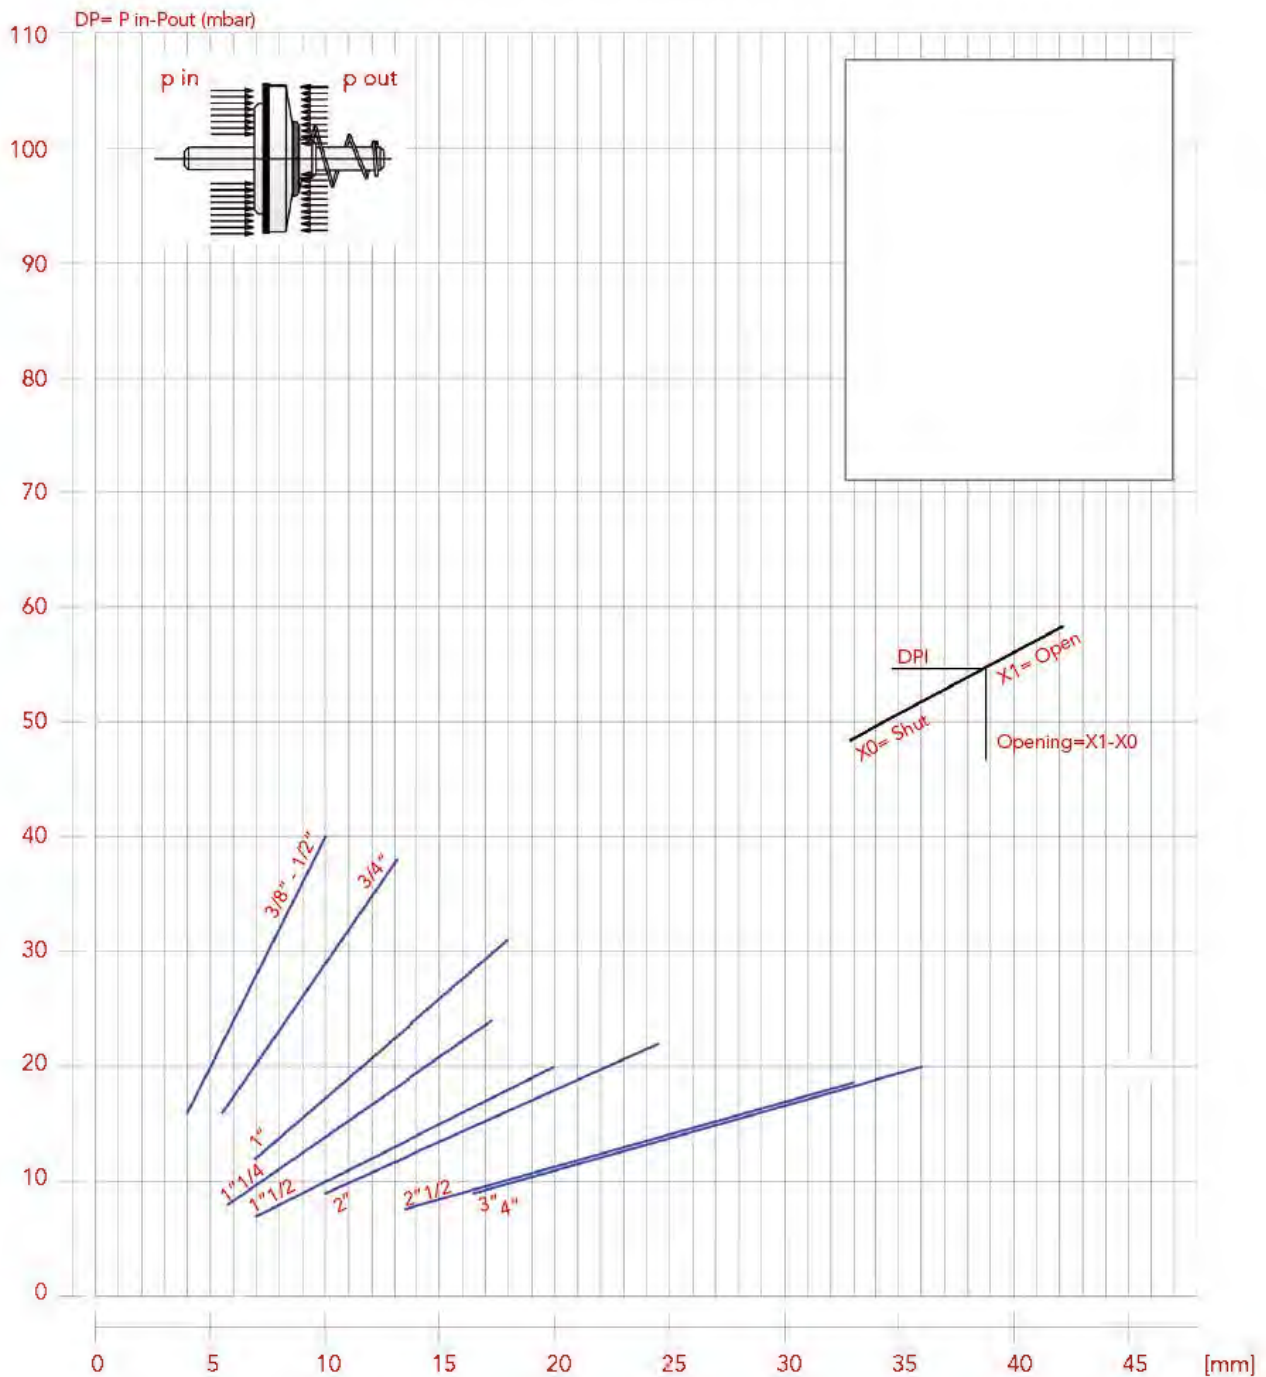 DP= P in-Pout (mbar)
110
p in
p out
100
90
80
70
60
DPI
X1= Open
50
X0= Shut
Opening=X1-X0
40
3/8" - 1/2"
3/4"
30
20
1"
1"1/4
10
1"1/2
2"
2"1/2
3"
4"
0
0 5 10 15 20 25 30 35 40 45 [mm]